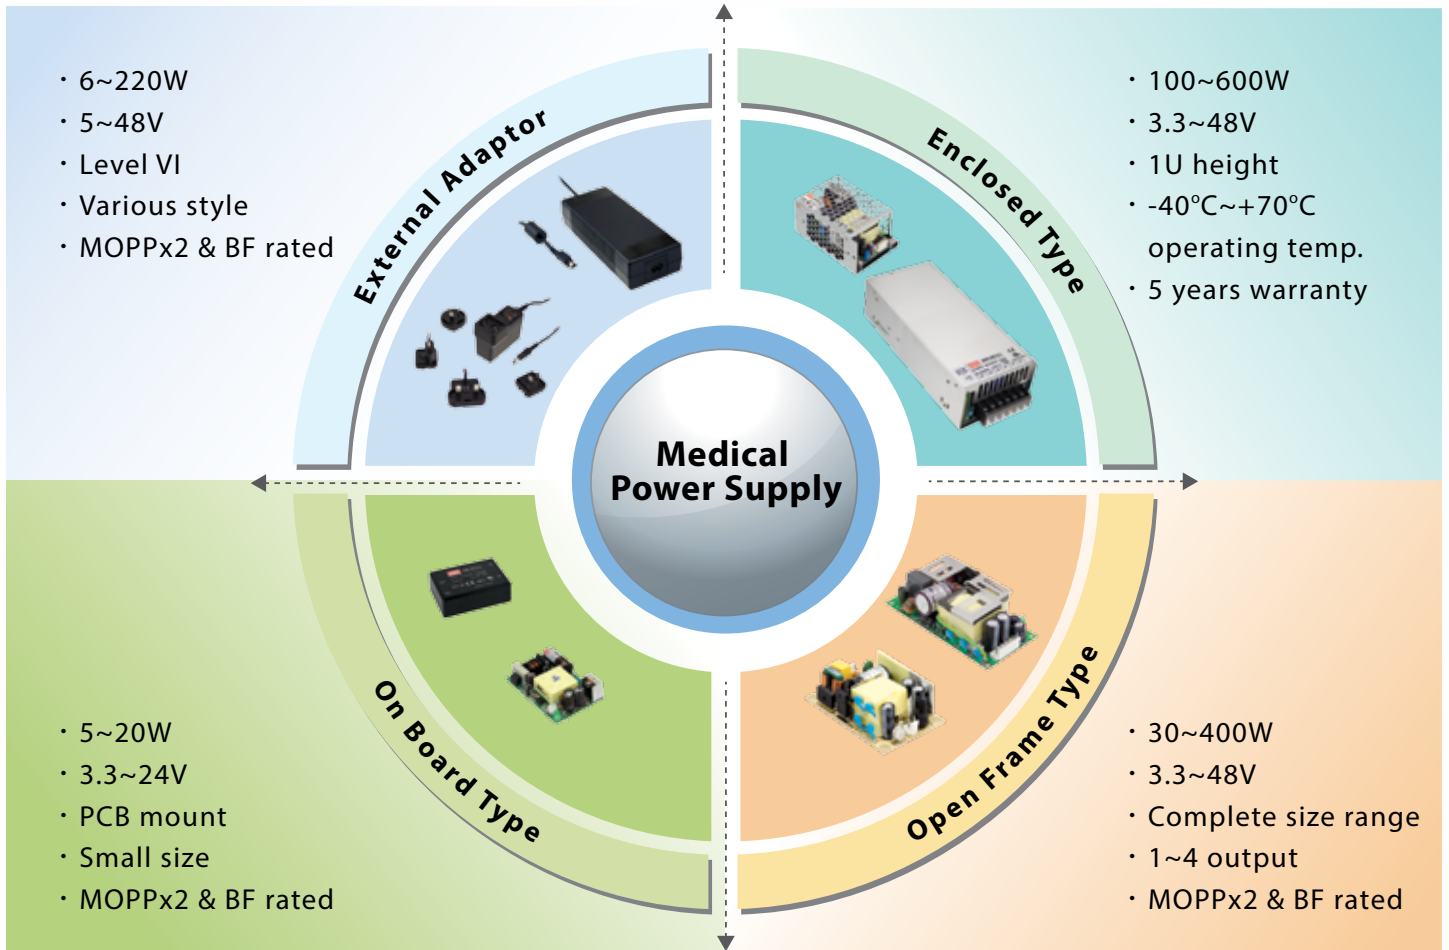 · 6~220W
· 5~48V
· Level VI
· Various style
· MOPPx2 & BF rated
External Adaptor
Enclosed Type
· 100~600W
· 3.3~48V
· 1U height
· -40°C~+70°C
operating temp.
· 5 years warranty
Medical
Power Supply
On Board Type
· 5~20W
· 3.3~24V
· PCB mount
· Small size
· MOPPx2 & BF rated
Open Frame Type
· 30~400W
· 3.3~48V
· Complete size range
· 1~4 output
· MOPPx2 & BF rated